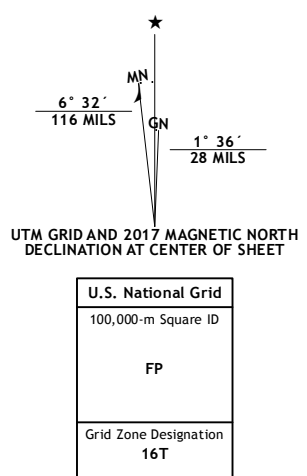 ★
MN
6° 32´
116 MILS
GN
1° 36´
28 MILS
UTM GRID AND 2017 MAGNETIC NORTH
DECLINATION AT CENTER OF SHEET
U.S. National Grid
100,000-m Square ID
FP
Grid Zone Designation
16T